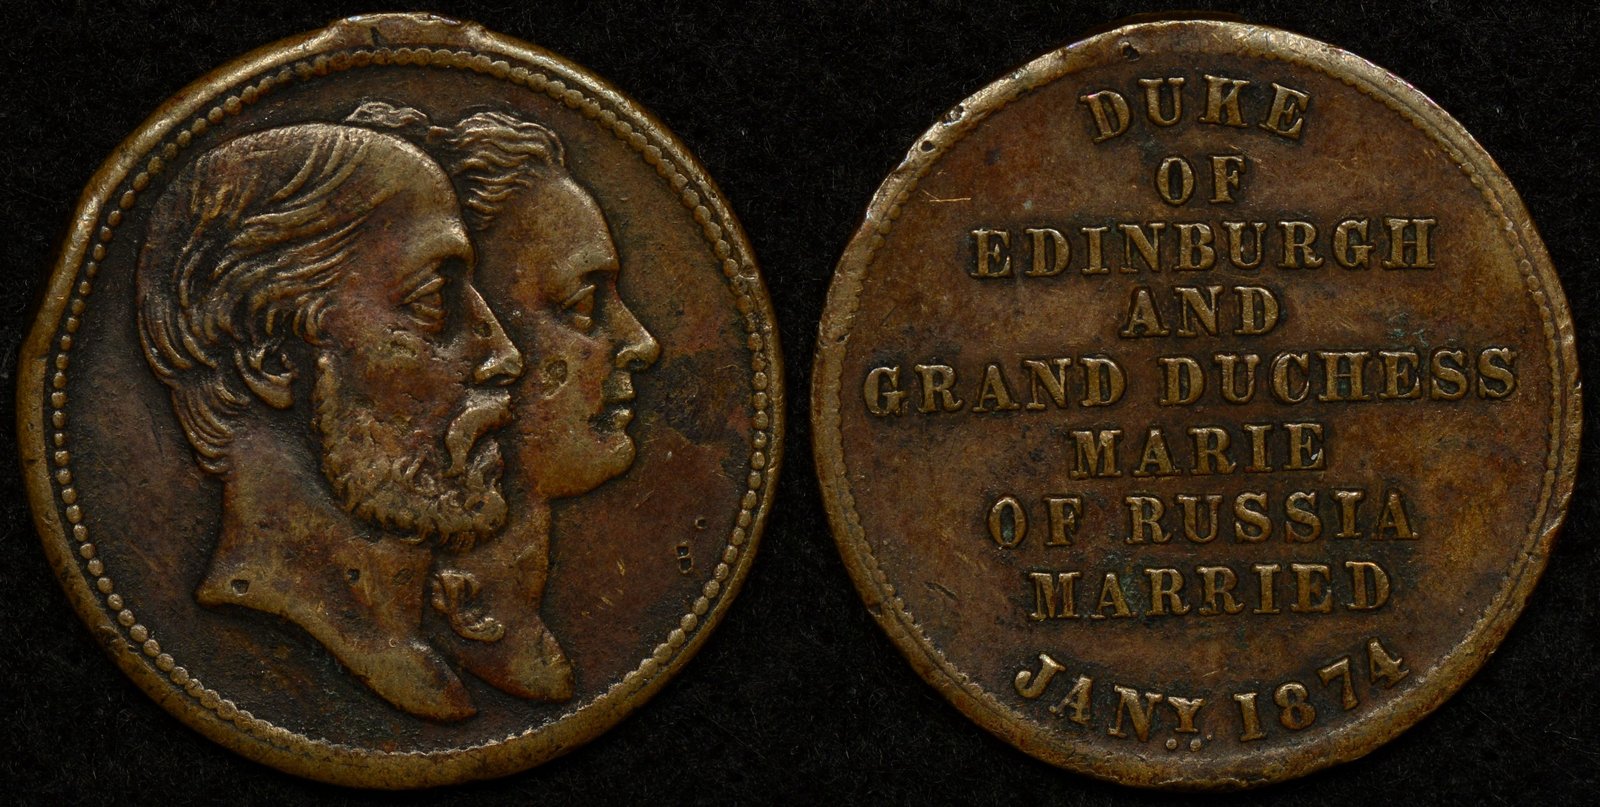 DUKE
OF
EDINBURGH
AND
GRAND DUCHESS
MARIE
OF RUSSIA
MARRIED
JANY. 1874